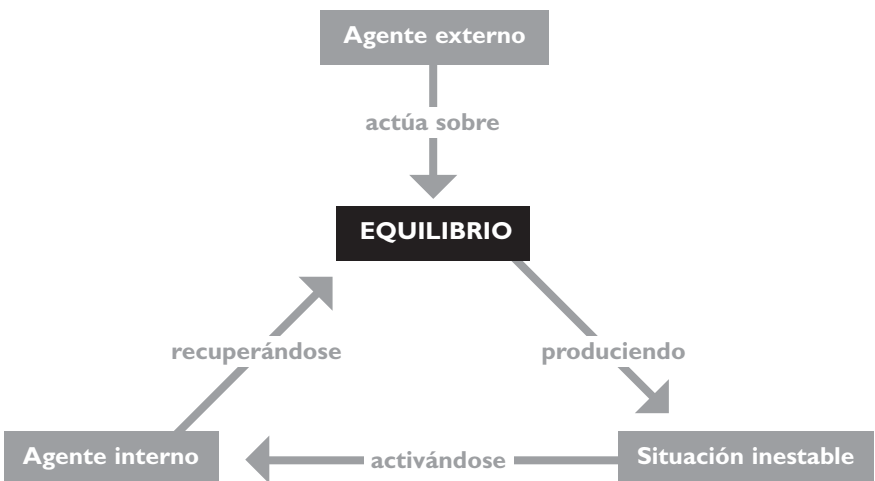 Agente externo
actúa sobre
EQUILIBRIO
recuperándose
produciendo
Agente interno
activándose
Situación inestable